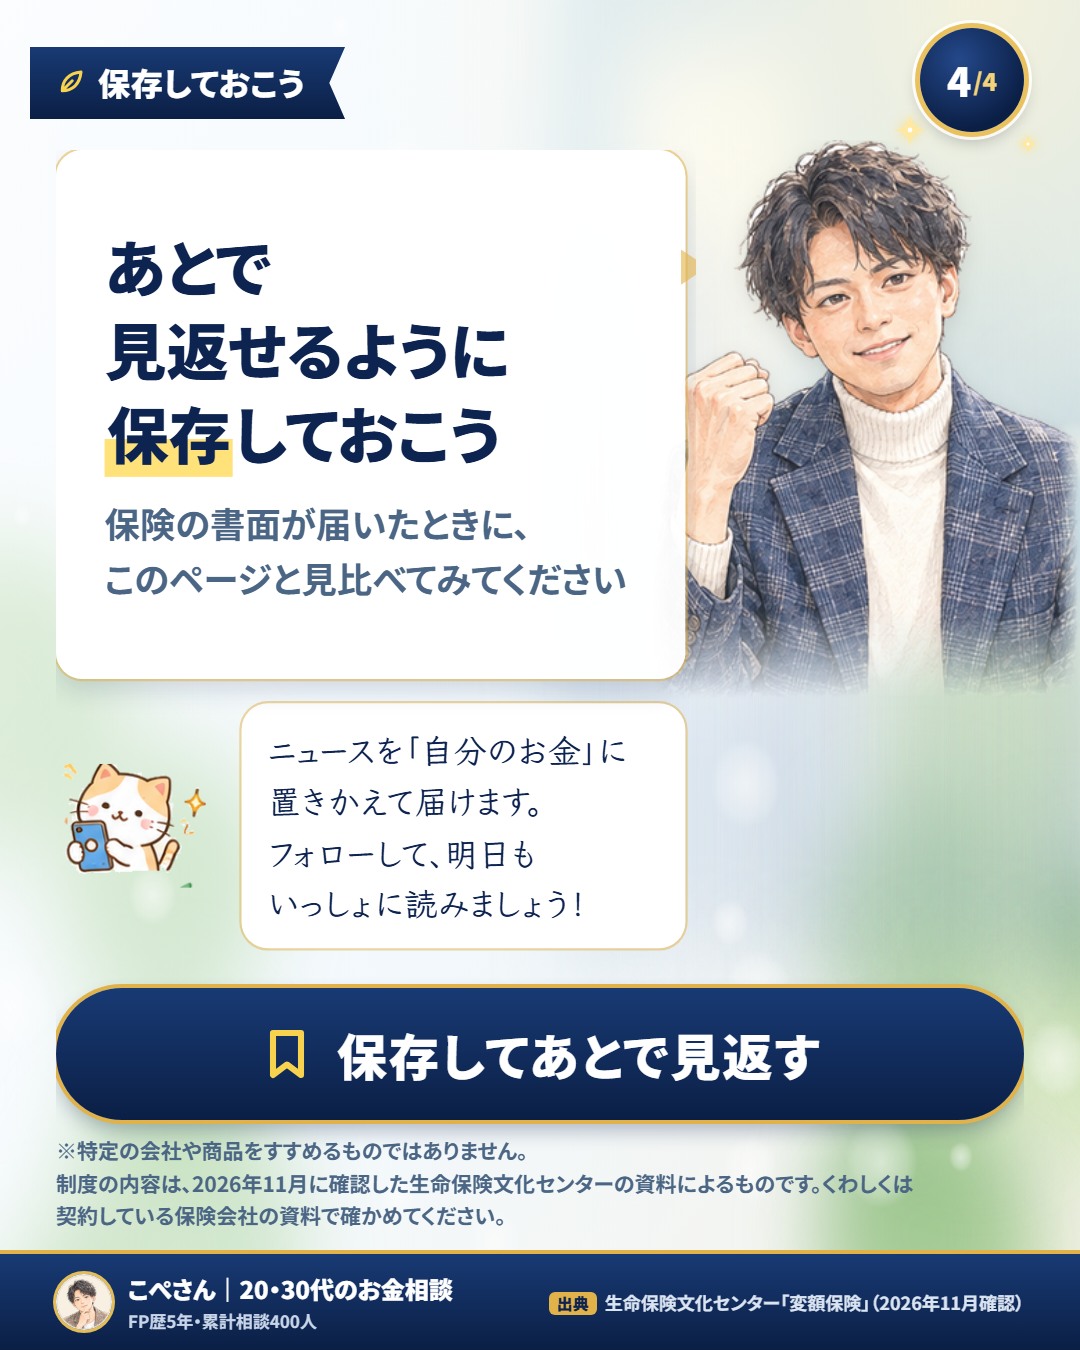 保存しておこう
4/4
あとで
見返せるように
保存しておこう
保険の書面が届いたときに、
このページと見比べてみてください
ニュースを「自分のお金」に
置きかえて届けます。
フォローして、明日も
いっしょに読みましょう!
保存してあとで見返す
※特定の会社や商品をすすめるものではありません。
制度の内容は、2026年11月に確認した生命保険文化センターの資料によるものです。くわしくは
契約している保険会社の資料で確かめてください。
こぺさん｜20・30代のお金相談
FP歴5年・累計相談400人
出典 生命保険文化センター「変額保険」（2026年11月確認）